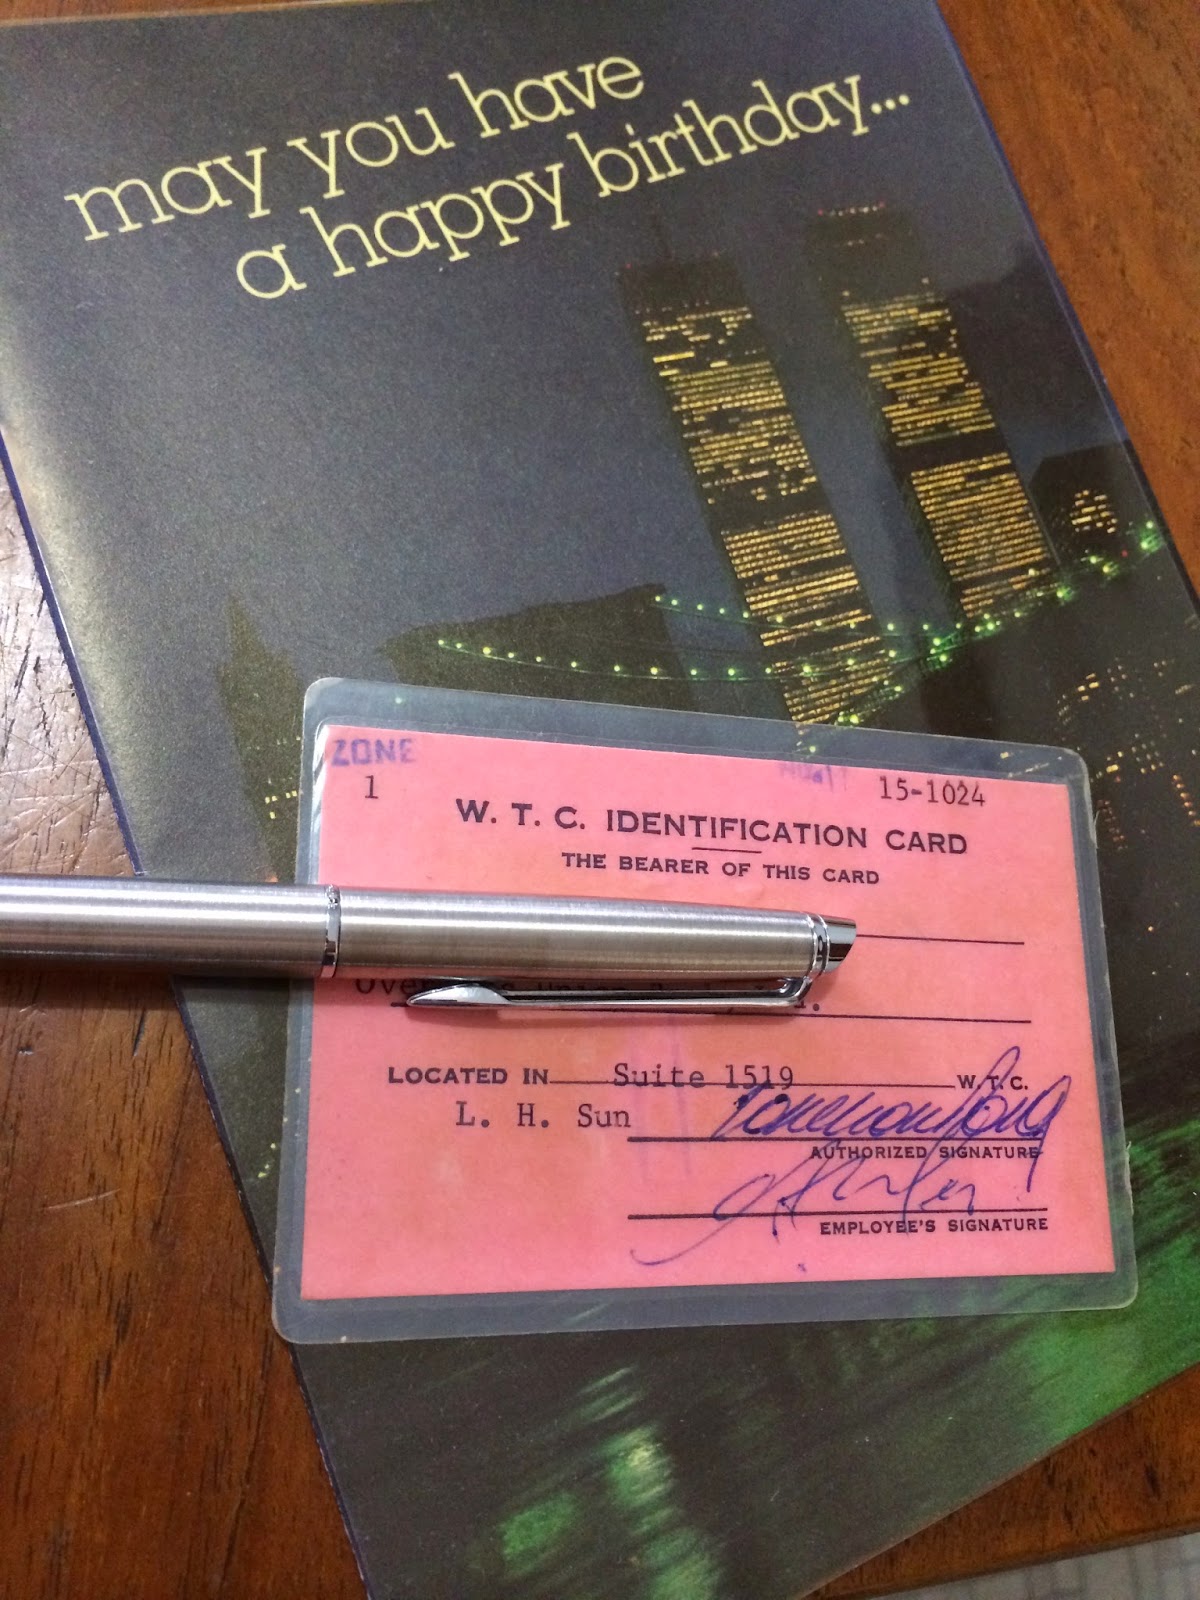 may you have
a happy birthday...
ZONE
1
15-1024
W. T. C. IDENTIFICATION CARD
THE BEARER OF THIS CARD
LOCATED IN Suite 1519 W. T. C.
L. H. Sun
AUTHORIZED SIGNATURE
EMPLOYEE'S SIGNATURE